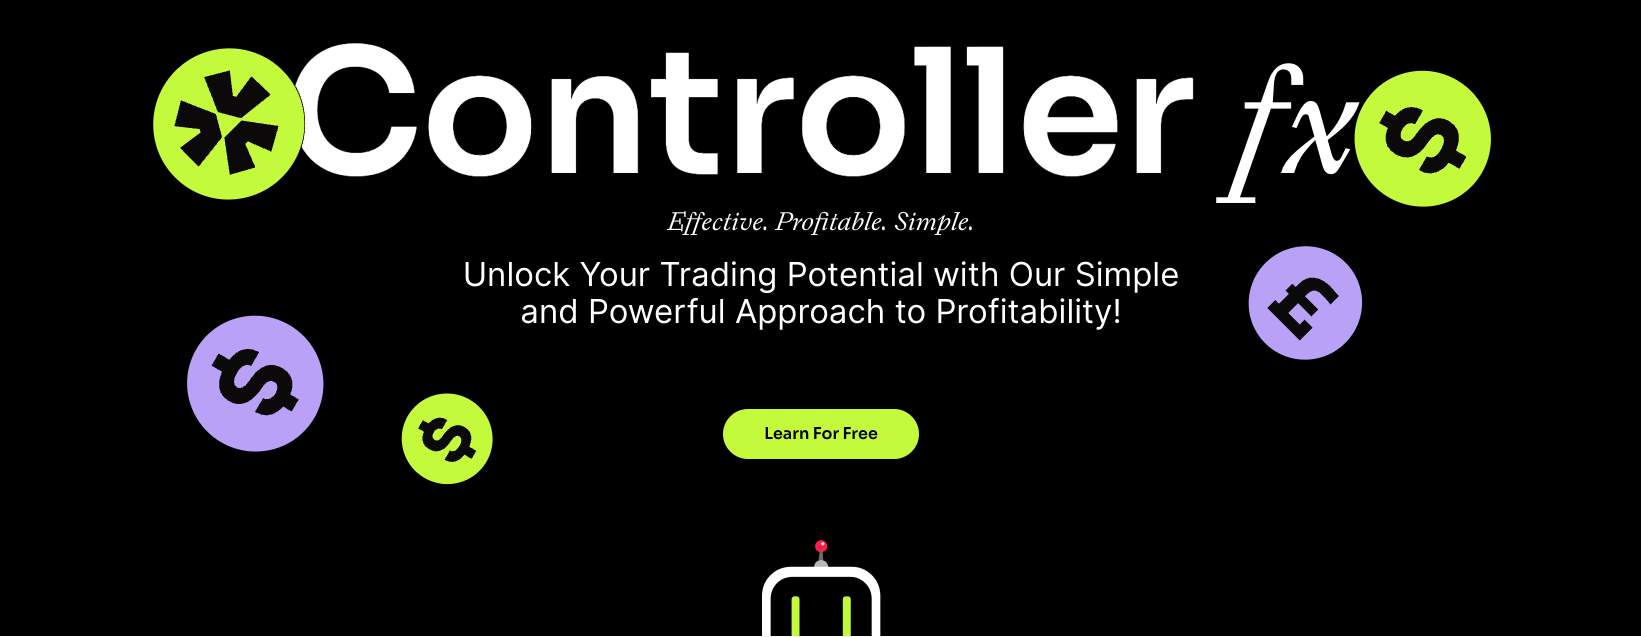 Controller fx
Effective. Profitable. Simple.
Unlock Your Trading Potential with Our Simple
and Powerful Approach to Profitability!
$
£
$
$
Learn For Free